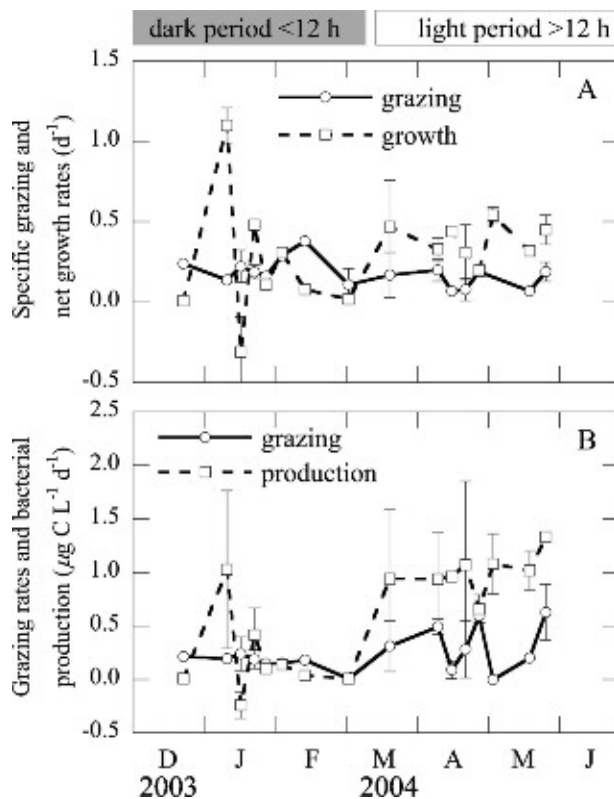 dark period <12 h
light period >12 h
Specific grazing and
net growth rates (d⁻¹)
1.5
1.0
0.5
0.0
-0.5
A
grazing
growth
Grazing rates and bacterial
production (µg C L⁻¹ d⁻¹)
2.5
2.0
1.5
1.0
0.5
0.0
-0.5
B
grazing
production
D J F M A M J
2003 2004